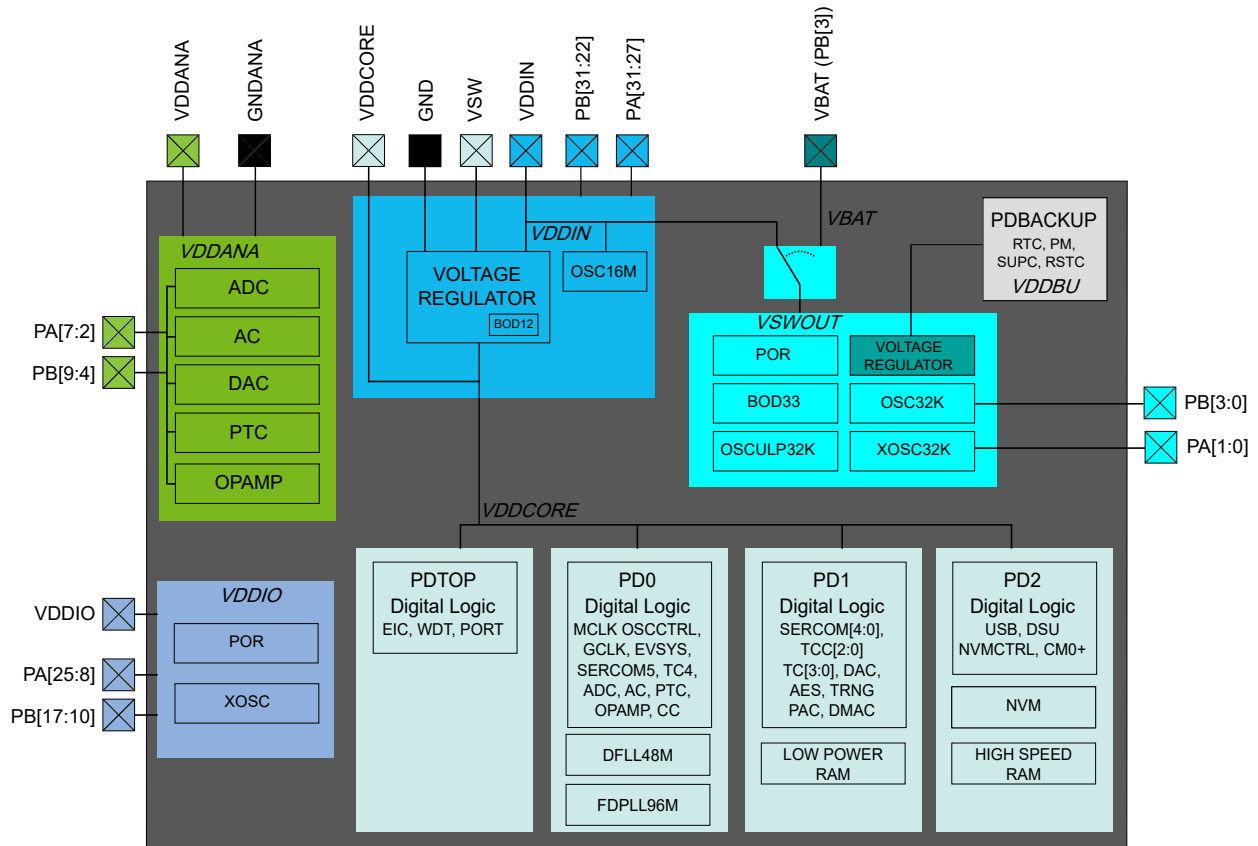 VDDANA
GNDANA
VDDCORE
GND
VSW
VDDIN
PB[31:22]
PA[31:27]
VBAT (PB[3])
VDDANA
ADC
AC
DAC
PTC
OPAMP
PA[7:2]
PB[9:4]
VDDIN
VOLTAGE
REGULATOR
BOD12
OSC16M
VBAT
PDBACKUP
RTC, PM,
SUPC, RSTC
VDDBU
VSWOUT
POR
VOLTAGE
REGULATOR
BOD33
OSC32K
OSCULP32K
XOSC32K
PB[3:0]
PA[1:0]
VDDCORE
VDDIO
POR
XOSC
VDDIO
PA[25:8]
PB[17:10]
PDTOP
Digital Logic
EIC, WDT, PORT
PD0
Digital Logic
MCLK OSCCTRL,
GCLK, EVSYS,
SERCOM5, TC4,
ADC, AC, PTC,
OPAMP, CC
DFLL48M
FDPLL96M
PD1
Digital Logic
SERCOM[4:0],
TCC[2:0]
TC[3:0], DAC,
AES, TRNG
PAC, DMAC
LOW POWER
RAM
PD2
Digital Logic
USB, DSU
NVMCTRL, CM0+
NVM
HIGH SPEED
RAM